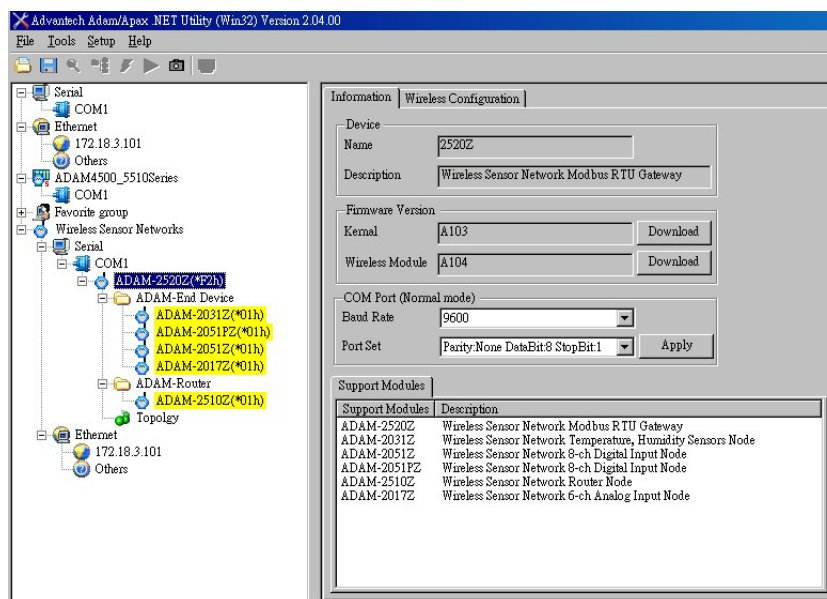 Advantech Adam/Apax .NET Utility (Win32) Version 2.04.00
File Tools Setup Help
Serial
COM1
Ethernet
172.18.3.101
Others
ADAM4500_5510Series
COM1
Favorite group
Wireless Sensor Networks
Serial
COM1
ADAM-2520Z(*F2h)
ADAM-End Device
ADAM-2031Z(*01h)
ADAM-2051PZ(*01h)
ADAM-2051Z(*01h)
ADAM-2017Z(*01h)
ADAM-Router
ADAM-2510Z(*01h)
Topolgy
Ethernet
172.18.3.101
Others
Information Wireless Configuration
Device
Name 2520Z
Description Wireless Sensor Network Modbus RTU Gateway
Firmware Version
Kernal A103 Download
Wireless Module A104 Download
COM Port (Normal mode)
Baud Rate 9600
Port Set Parity:None DataBit:8 StopBit:1 Apply
Support Modules
Support Modules Description
ADAM-2520Z Wireless Sensor Network Modbus RTU Gateway
ADAM-2031Z Wireless Sensor Network Temperature, Humidity Sensors Node
ADAM-2051Z Wireless Sensor Network 8-ch Digital Input Node
ADAM-2051PZ Wireless Sensor Network 8-ch Digital Input Node
ADAM-2510Z Wireless Sensor Network Router Node
ADAM-2017Z Wireless Sensor Network 6-ch Analog Input Node